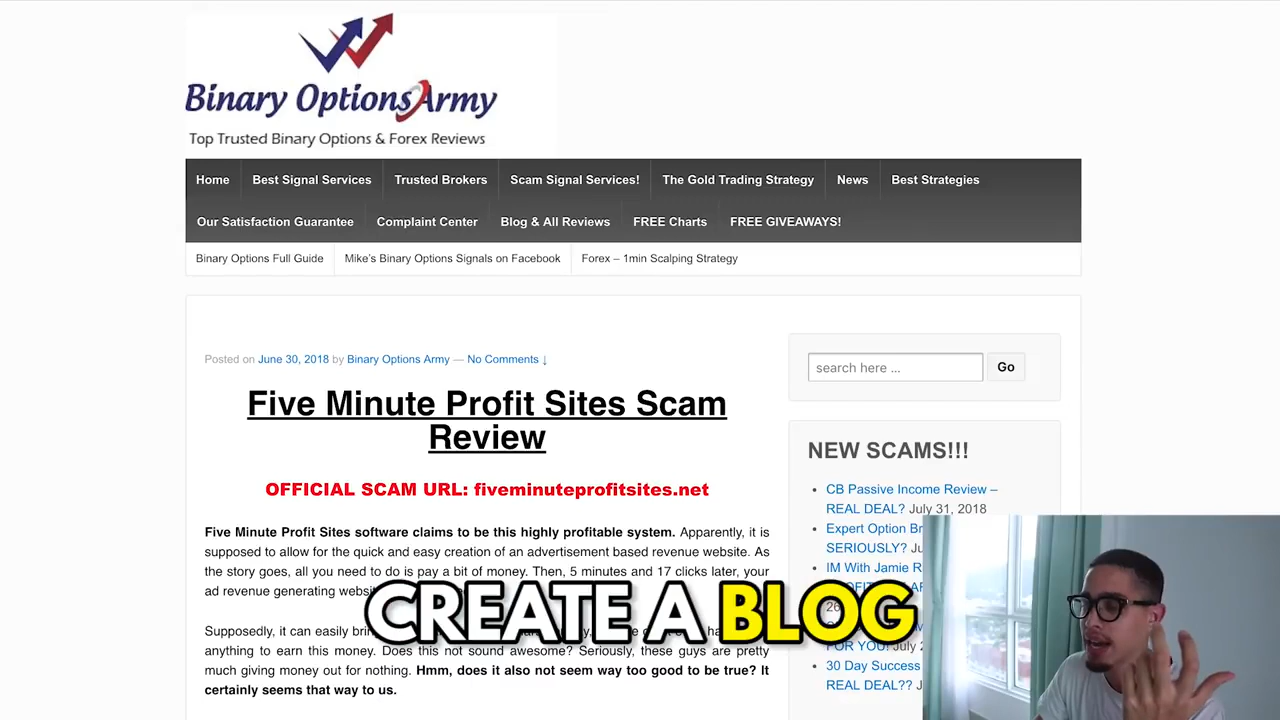 Binary Options Army
Top Trusted Binary Options & Forex Reviews
Home Best Signal Services Trusted Brokers Scam Signal Services! The Gold Trading Strategy News Best Strategies
Our Satisfaction Guarantee Complaint Center Blog & All Reviews FREE Charts FREE GIVEAWAYS!
Binary Options Full Guide Mike's Binary Options Signals on Facebook Forex – 1min Scalping Strategy
Posted on June 30, 2018 by Binary Options Army — No Comments ↓
Five Minute Profit Sites Scam
Review
OFFICIAL SCAM URL: fiveminuteprofitsites.net
Five Minute Profit Sites software claims to be this highly profitable system. Apparently, it is
supposed to allow for the quick and easy creation of an advertisement based revenue website. As
the story goes, all you need to do is pay a bit of money. Then, 5 minutes and 17 clicks later, your
ad revenue generating
CREATE A BLOG
Supposedly, it can easily
anything to earn this money. Does this not sound awesome? Seriously, these guys are pretty
much giving money out for nothing. Hmm, does it also not seem way too good to be true? It
certainly seems that way to us.
search here ... Go
NEW SCAMS!!!
CB Passive Income Review –
REAL DEAL? July 31, 2018
Expert Option
SERIOUSLY?
IM With Jamie
26
FOR YOU!
30 Day Success
REAL DEAL??